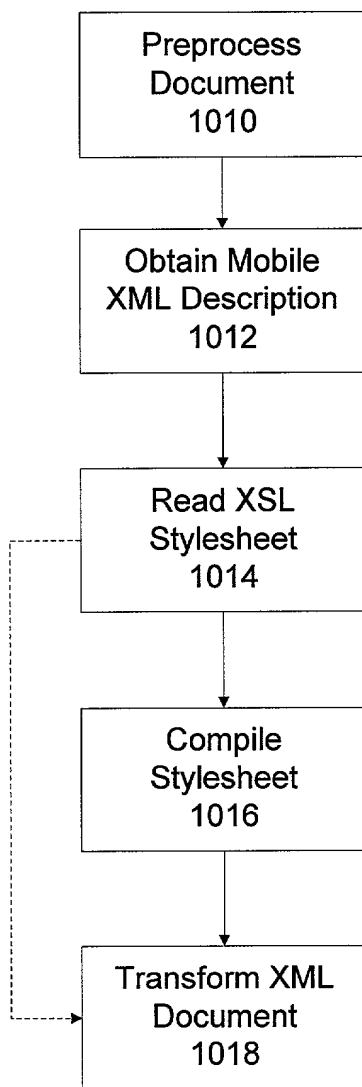 Preprocess
Document
1010
Obtain Mobile
XML Description
1012
Read XSL
Stylesheet
1014
Compile
Stylesheet
1016
Transform XML
Document
1018